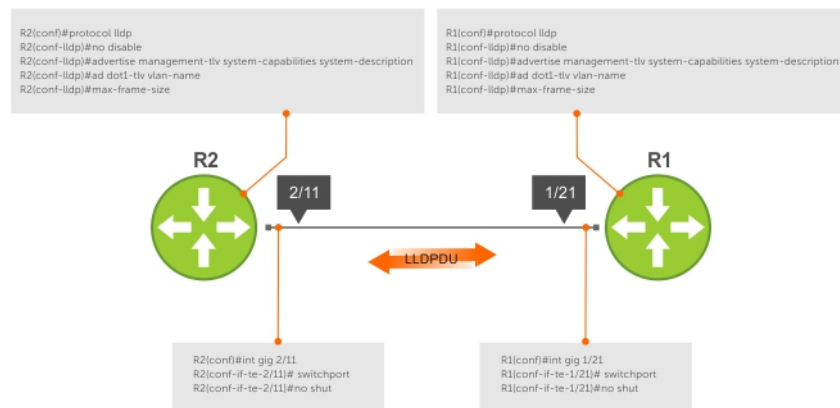 R2(conf)#protocol lldp
R2(conf-lldp)#no disable
R2(conf-lldp)#advertise management-tlv system-capabilities system-description
R2(conf-lldp)#ad dot1-tlv vlan-name
R2(conf-lldp)#max-frame-size
R1(conf)#protocol lldp
R1(conf-lldp)#no disable
R1(conf-lldp)#advertise management-tlv system-capabilities system-description
R1(conf-lldp)#ad dot1-tlv vlan-name
R1(conf-lldp)#max-frame-size
R2
R1
2/11
1/21
LLDPDU
R2(conf)#int gig 2/11
R2(conf-if-te-2/11)# switchport
R2(conf-if-te-2/11)#no shut
R1(conf)#int gig 1/21
R1(conf-if-te-1/21)# switchport
R1(conf-if-te-1/21)#no shut